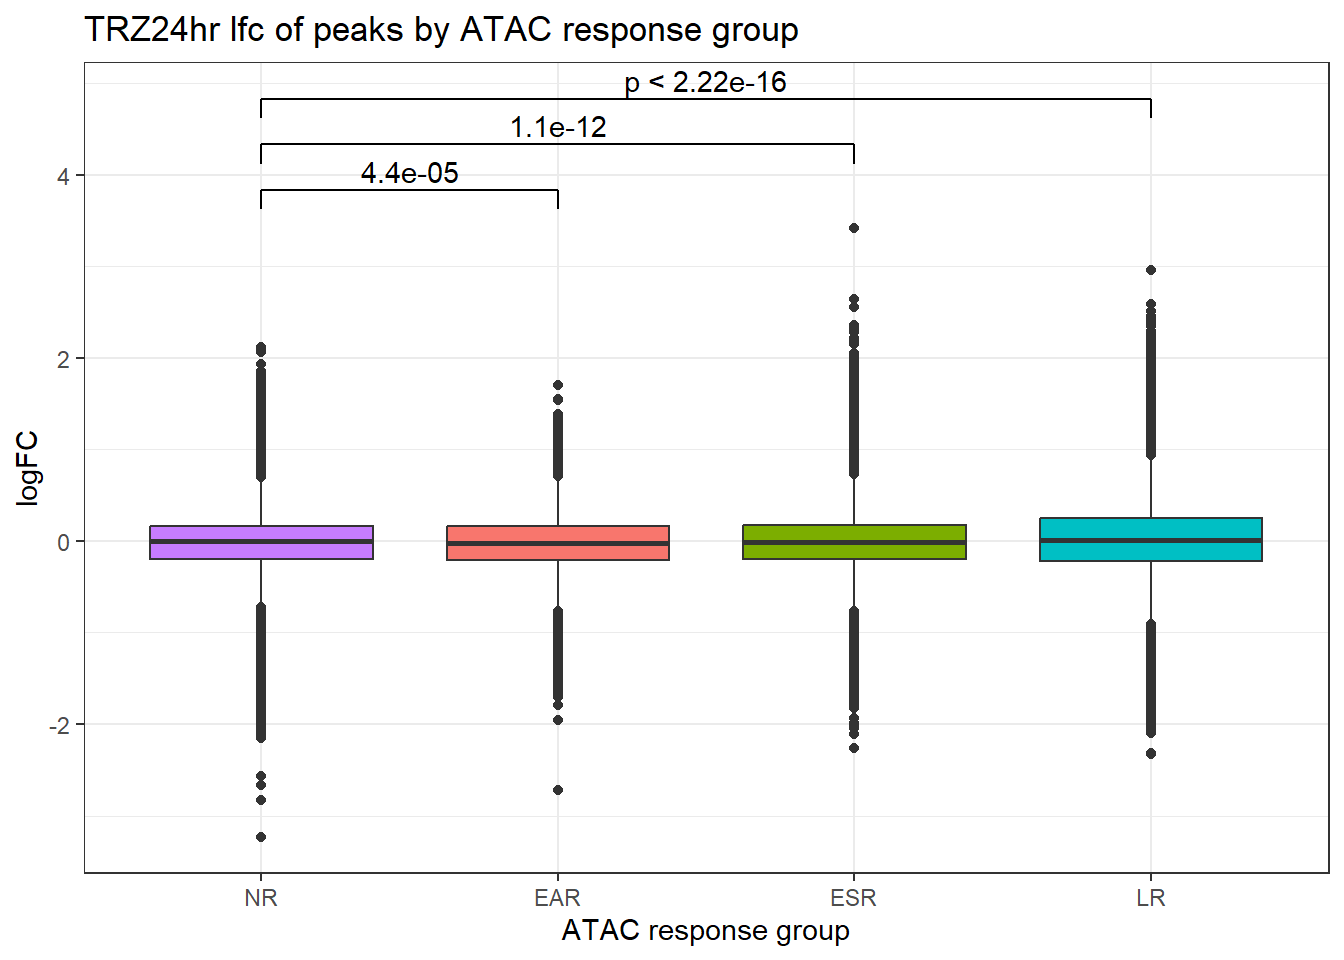 TRZ24hr lfc of peaks by ATAC response group
p < 2.22e-16
1.1e-12
4.4e-05
4
2
0
-2
logFC
NR EAR ESR LR
ATAC response group